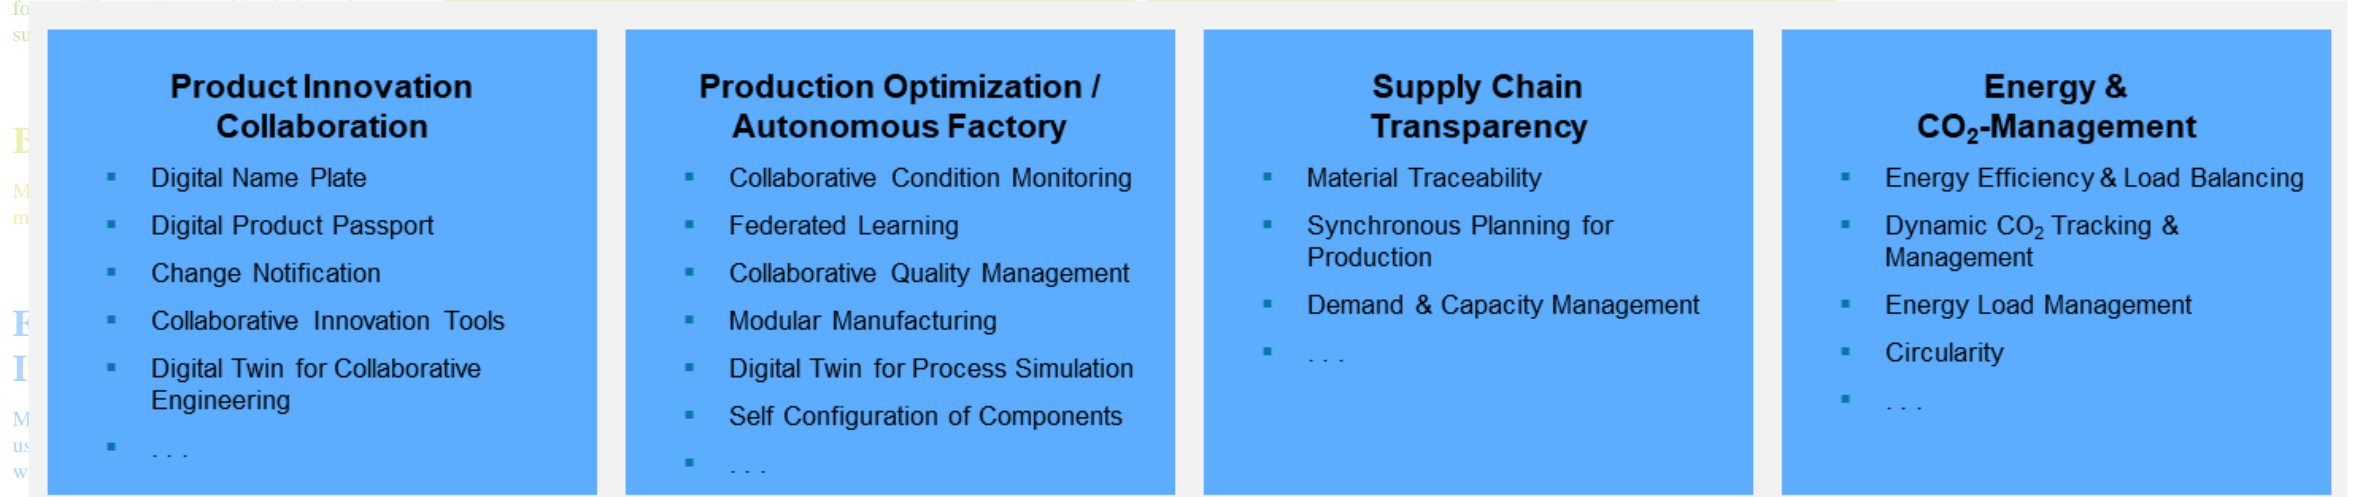 fo
su
Product Innovation
Collaboration
▪ Digital Name Plate
▪ Digital Product Passport
▪ Change Notification
▪ Collaborative Innovation Tools
▪ Digital Twin for Collaborative
Engineering
▪ . . .
Production Optimization /
Autonomous Factory
▪ Collaborative Condition Monitoring
▪ Federated Learning
▪ Collaborative Quality Management
▪ Modular Manufacturing
▪ Digital Twin for Process Simulation
▪ Self Configuration of Components
▪ . . .
Supply Chain
Transparency
▪ Material Traceability
▪ Synchronous Planning for
Production
▪ Demand & Capacity Management
▪ . . .
Energy &
CO₂-Management
▪ Energy Efficiency & Load Balancing
▪ Dynamic CO₂ Tracking &
Management
▪ Energy Load Management
▪ Circularity
▪ . . .